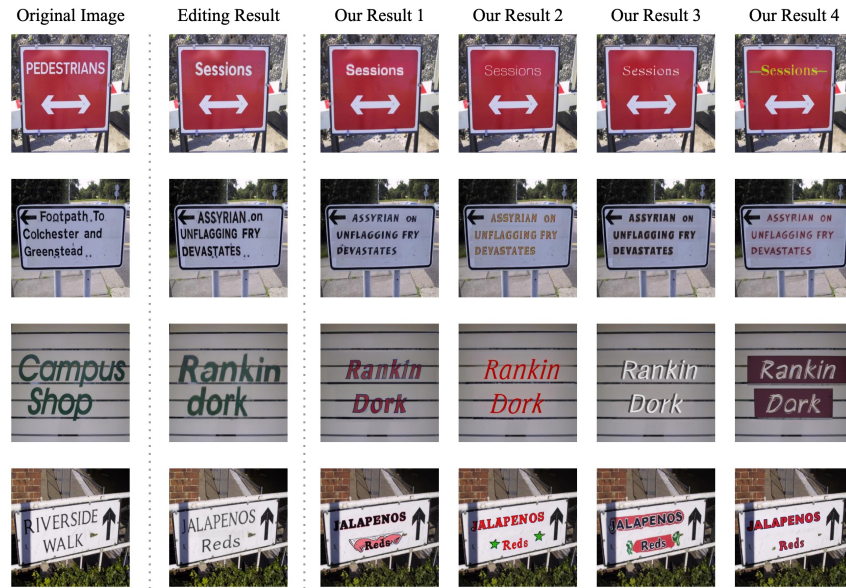 Original Image Editing Result Our Result 1 Our Result 2 Our Result 3 Our Result 4
PEDESTRIANS
Sessions
Sessions
Sessions
Sessions
Sessions
Footpath To
Colchester and
Greenstead
ASSYRIAN on
UNFLAGGING FRY
DEVASTATES
ASSYRIAN ON
UNFLAGGING FRY
DEVASTATES
ASSYRIAN ON
UNFLAGGING FRY
DEVASTATES
ASSYRIAN ON
UNFLAGGING FRY
DEVASTATES
ASSYRIAN ON
UNFLAGGING FRY
DEVASTATES
Campus
Shop
Rankin
dork
Rankin
Dork
Rankin
Dork
Rankin
Dork
Rankin
Dork
RIVERSIDE
WALK
JALAPENOS
Reds
JALAPENOS
Reds
JALAPENOS
Reds
JALAPENOS
Reds
JALAPENOS
Reds